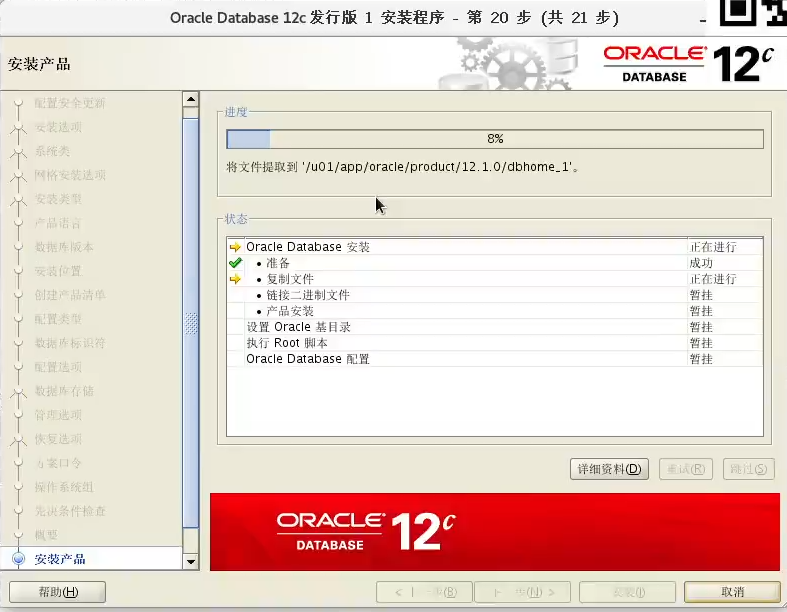 Oracle Database 12c 发行版 1 安装程序 - 第 20 步 (共 21 步)
安装产品
ORACLE DATABASE 12c
配置安全更新
安装选项
系统类
网格安装选项
安装类型
产品语言
数据库版本
安装位置
创建产品清单
配置类型
数据库标识符
配置选项
数据库存储
管理选项
恢复选项
方案口令
操作系统组
先决条件检查
概要
安装产品
进度
8%
将文件提取到 '/u01/app/oracle/product/12.1.0/dbhome_1'。
状态
Oracle Database 安装 正在进行
• 准备 成功
• 复制文件 正在进行
• 链接二进制文件 暂挂
• 产品安装 暂挂
设置 Oracle 基目录 暂挂
执行 Root 脚本 暂挂
Oracle Database 配置 暂挂
详细资料(D) 重试(R) 跳过(S)
ORACLE DATABASE 12c
帮助(H) < 上一步(B) 下一步(N) > 安装(I) 取消